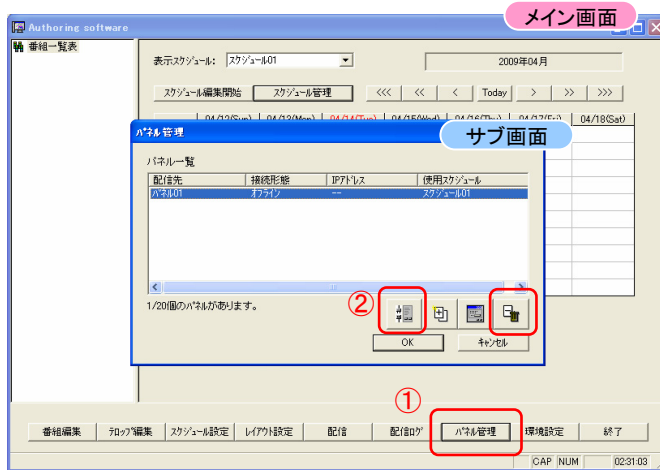 メイン画面
Authoring software
番組一覧表
表示スケジュール: スケジュール01 2009年04月
スケジュール編集開始 スケジュール管理 <<< << < Today > >> >>>
04/12(Sun) 04/13(Mon) 04/14(Tue) 04/15(Wed) 04/16(Thu) 04/17(Fri) 04/18(Sat)
パネル管理
サブ画面
パネル一覧
配信先 接続形態 IPアドレス 使用スケジュール
パネル01 オフライン -- スケジュール01
1/20個のパネルがあります。
②
OK キャンセル
①
番組編集 テロップ編集 スケジュール設定 レイアウト設定 配信 配信ログ パネル管理 環境設定 終了
CAP NUM 02:31:03